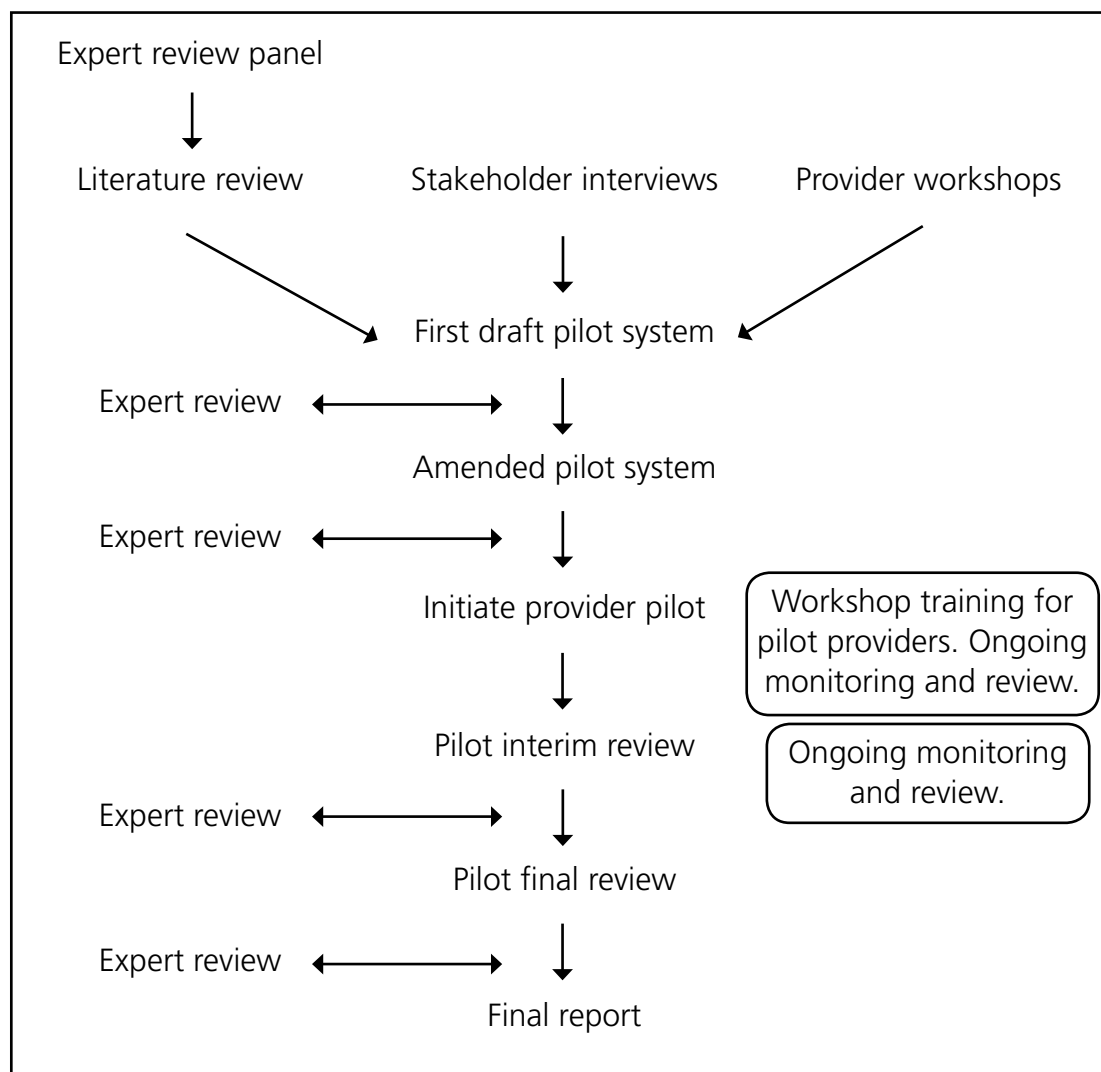 Expert review panel
Literature review
Stakeholder interviews
Provider workshops
First draft pilot system
Expert review
Amended pilot system
Expert review
Initiate provider pilot
Workshop training for
pilot providers. Ongoing
monitoring and review.
Pilot interim review
Ongoing monitoring
and review.
Expert review
Pilot final review
Expert review
Final report